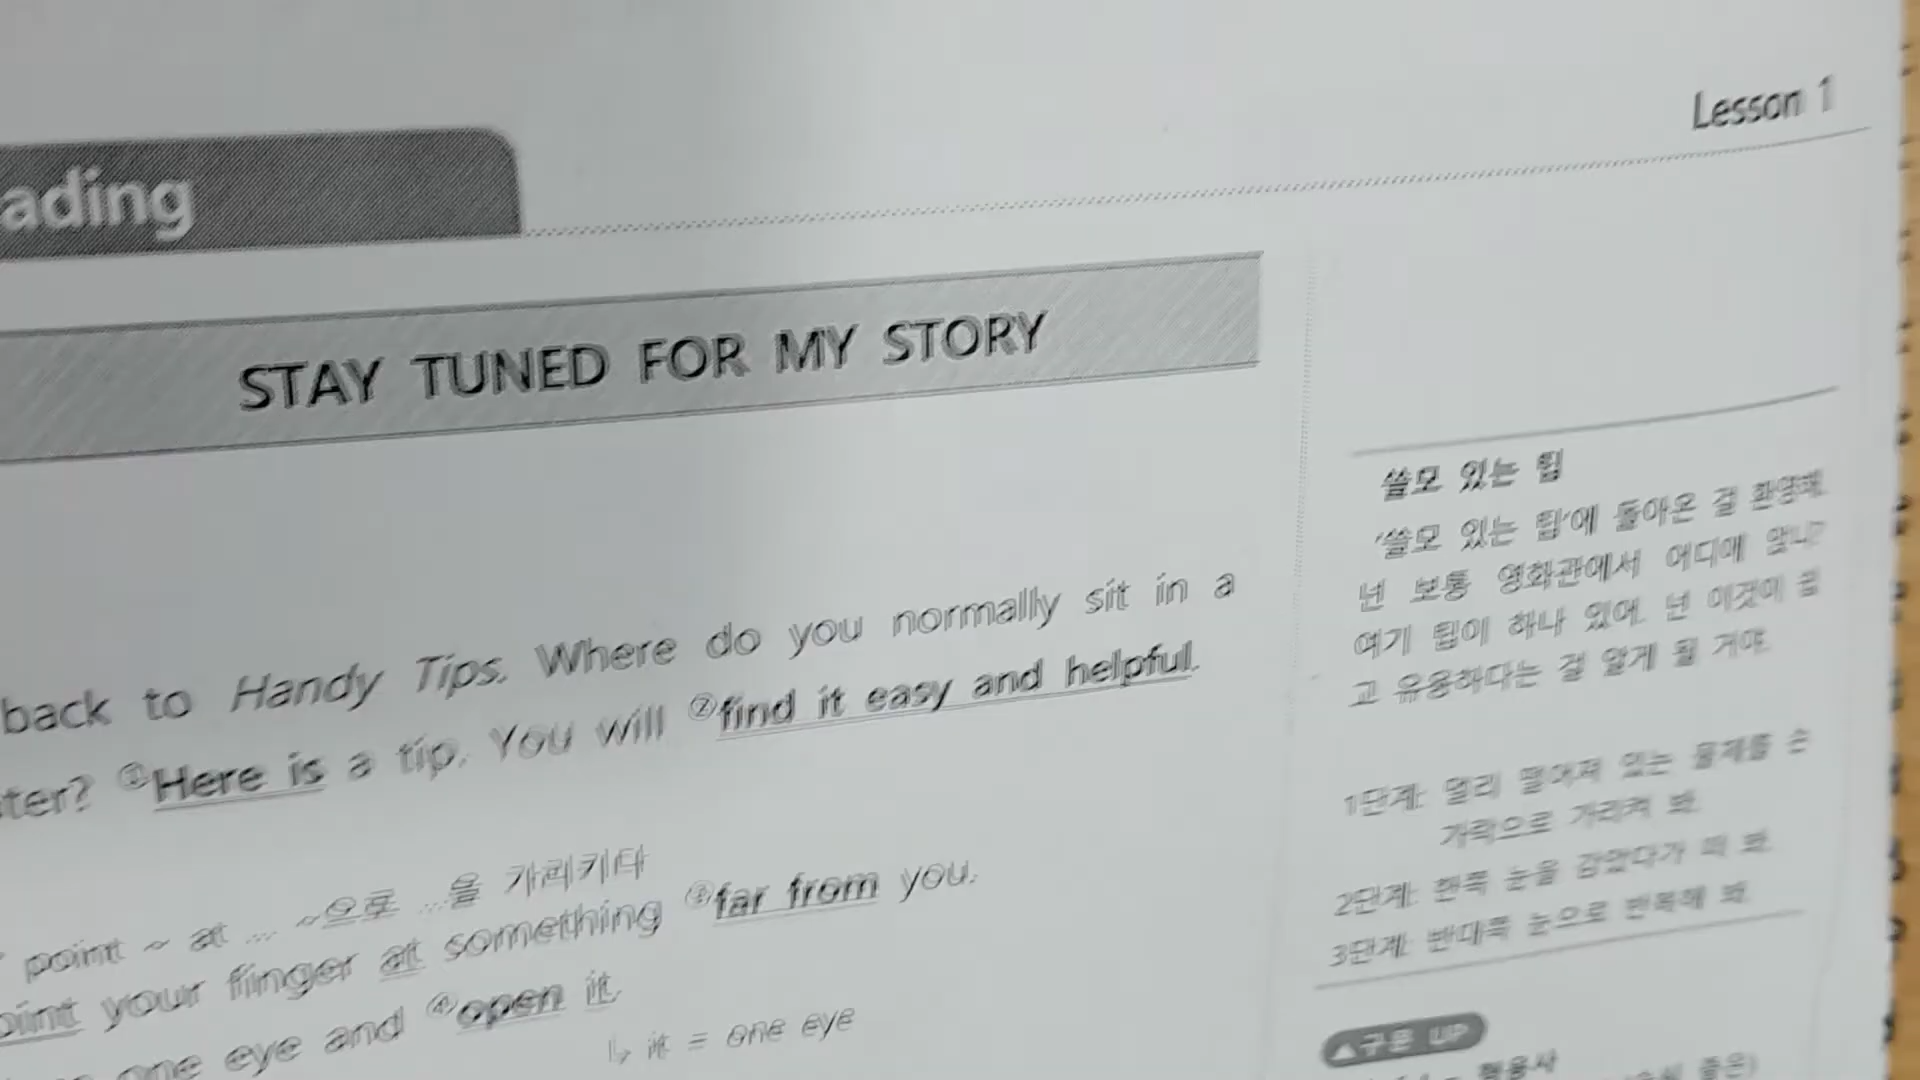 ading
Lesson 1
STAY TUNED FOR MY STORY
back to Handy Tips. Where do you normally sit in a
ter? ①Here is a tip. You will ②find it easy and helpful.
point ~ at ... ~으로 ...을 가리키다
oint your finger at something ③far from you.
one eye and ④open it.
↳ it = one eye
쓸모 있는 팁
'쓸모 있는 팁'에 돌아온 걸 환영해.
넌 보통 영화관에서 어디에 앉니?
여기 팁이 하나 있어. 넌 이것이 쉽
고 유용하다는 걸 알게 될 거야.
1단계: 멀리 떨어져 있는 물체를 손
가락으로 가리켜 봐.
2단계: 한쪽 눈을 감았다가 떠 봐.
3단계: 반대쪽 눈으로 반복해 봐.
▲구문 UP
형용사